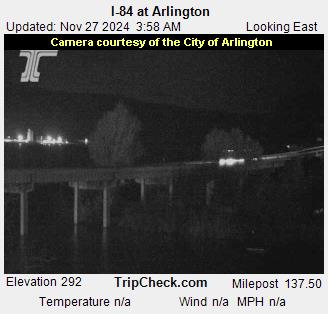 I-84 at Arlington
Updated: Nov 27 2024 3:58 AM Looking East
Camera courtesy of the City of Arlington
Elevation 292 TripCheck.com Milepost 137.50
Temperature n/a Wind n/a MPH n/a